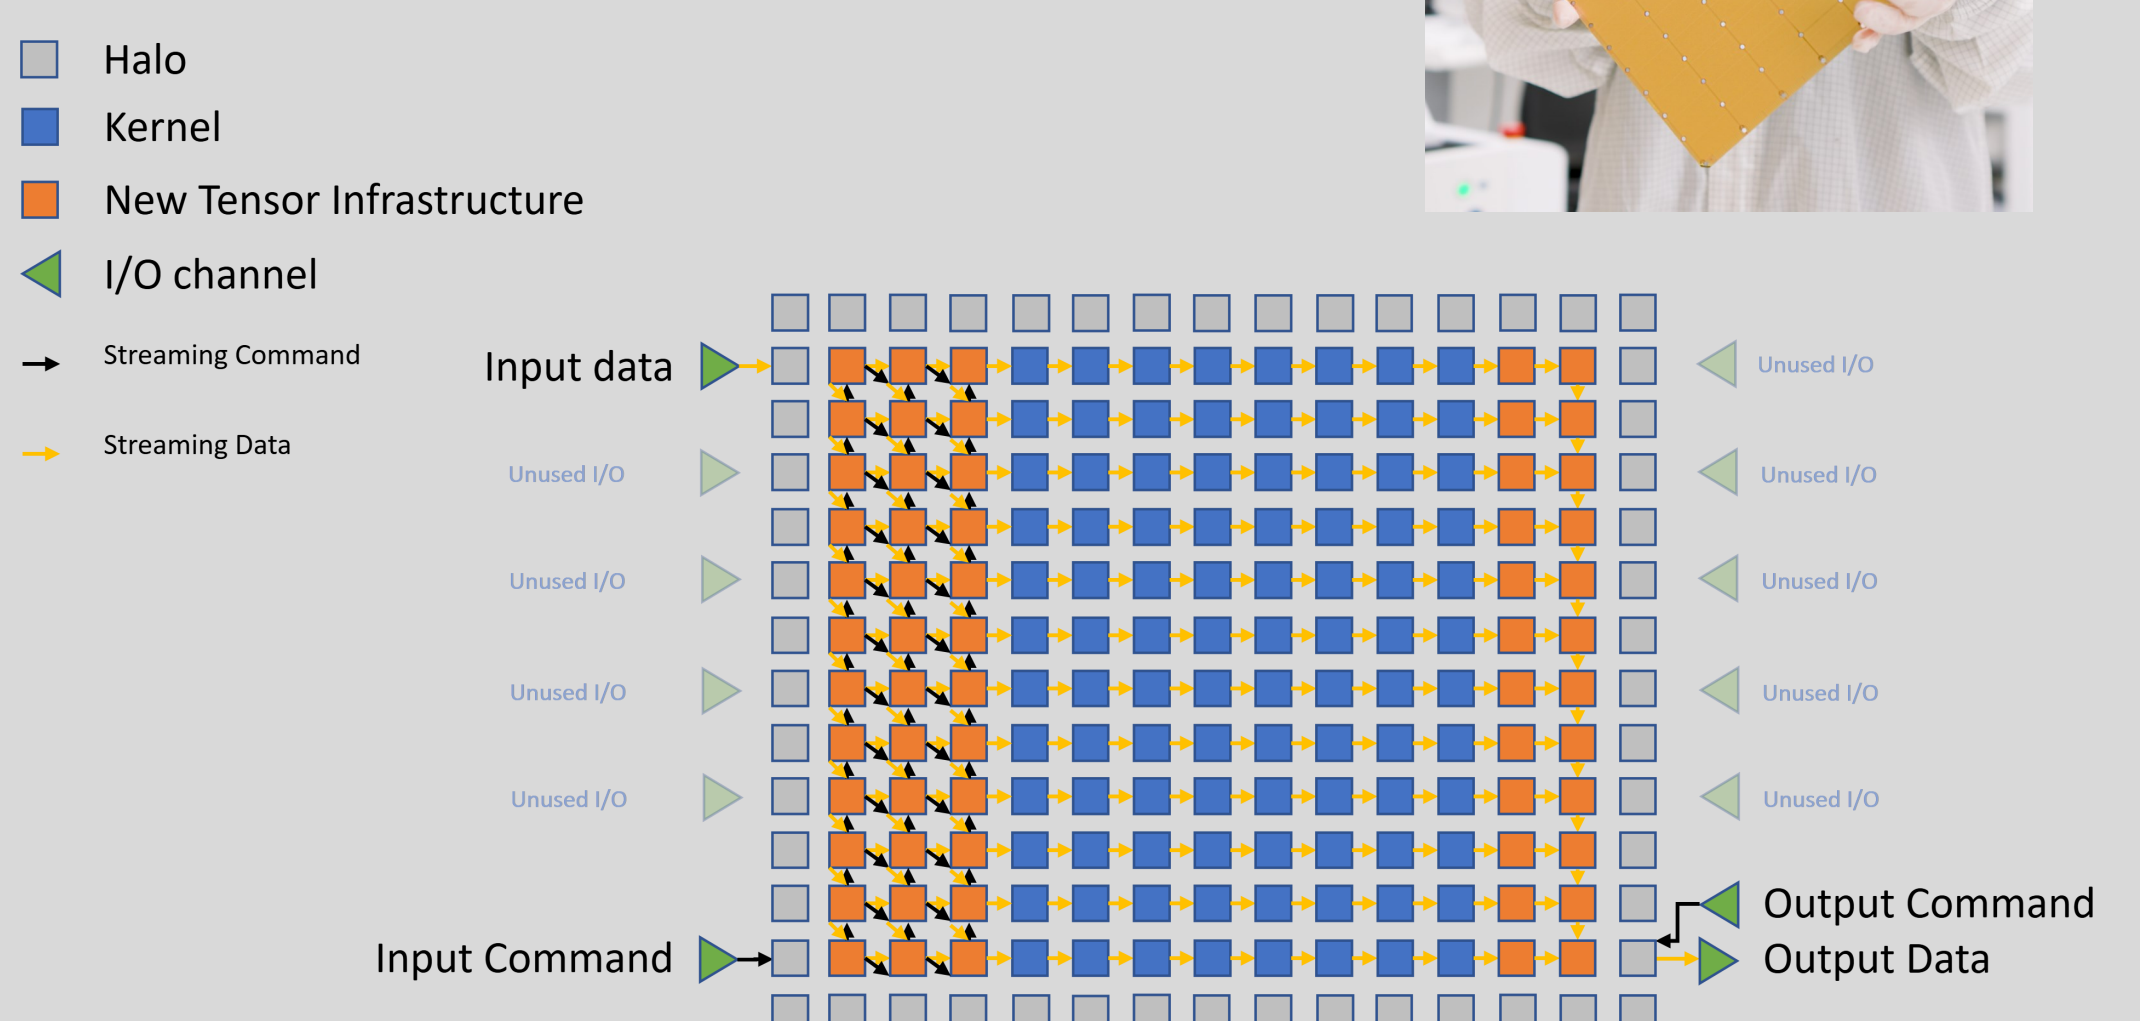 Halo
Kernel
New Tensor Infrastructure
I/O channel
Streaming Command
Streaming Data
Input data
Unused I/O
Unused I/O
Unused I/O
Unused I/O
Unused I/O
Unused I/O
Unused I/O
Unused I/O
Unused I/O
Output Command
Input Command
Output Data